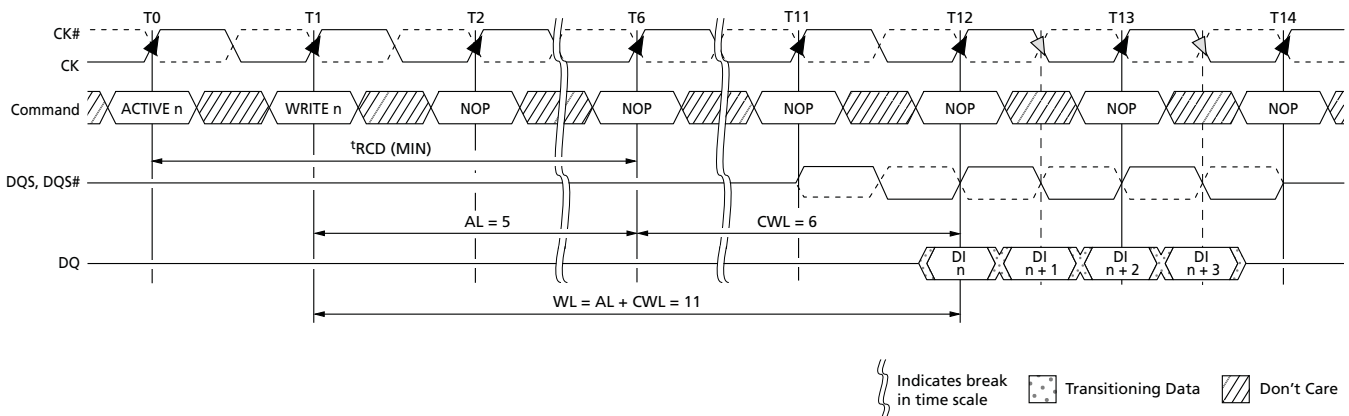 T0 T1 T2 T6 T11 T12 T13 T14
CK#
CK
Command ACTIVE n WRITE n NOP NOP NOP NOP NOP NOP
tRCD (MIN)
DQS, DQS#
AL = 5 CWL = 6
DQ DI n DI n + 1 DI n + 2 DI n + 3
WL = AL + CWL = 11
Indicates break in time scale Transitioning Data Don't Care